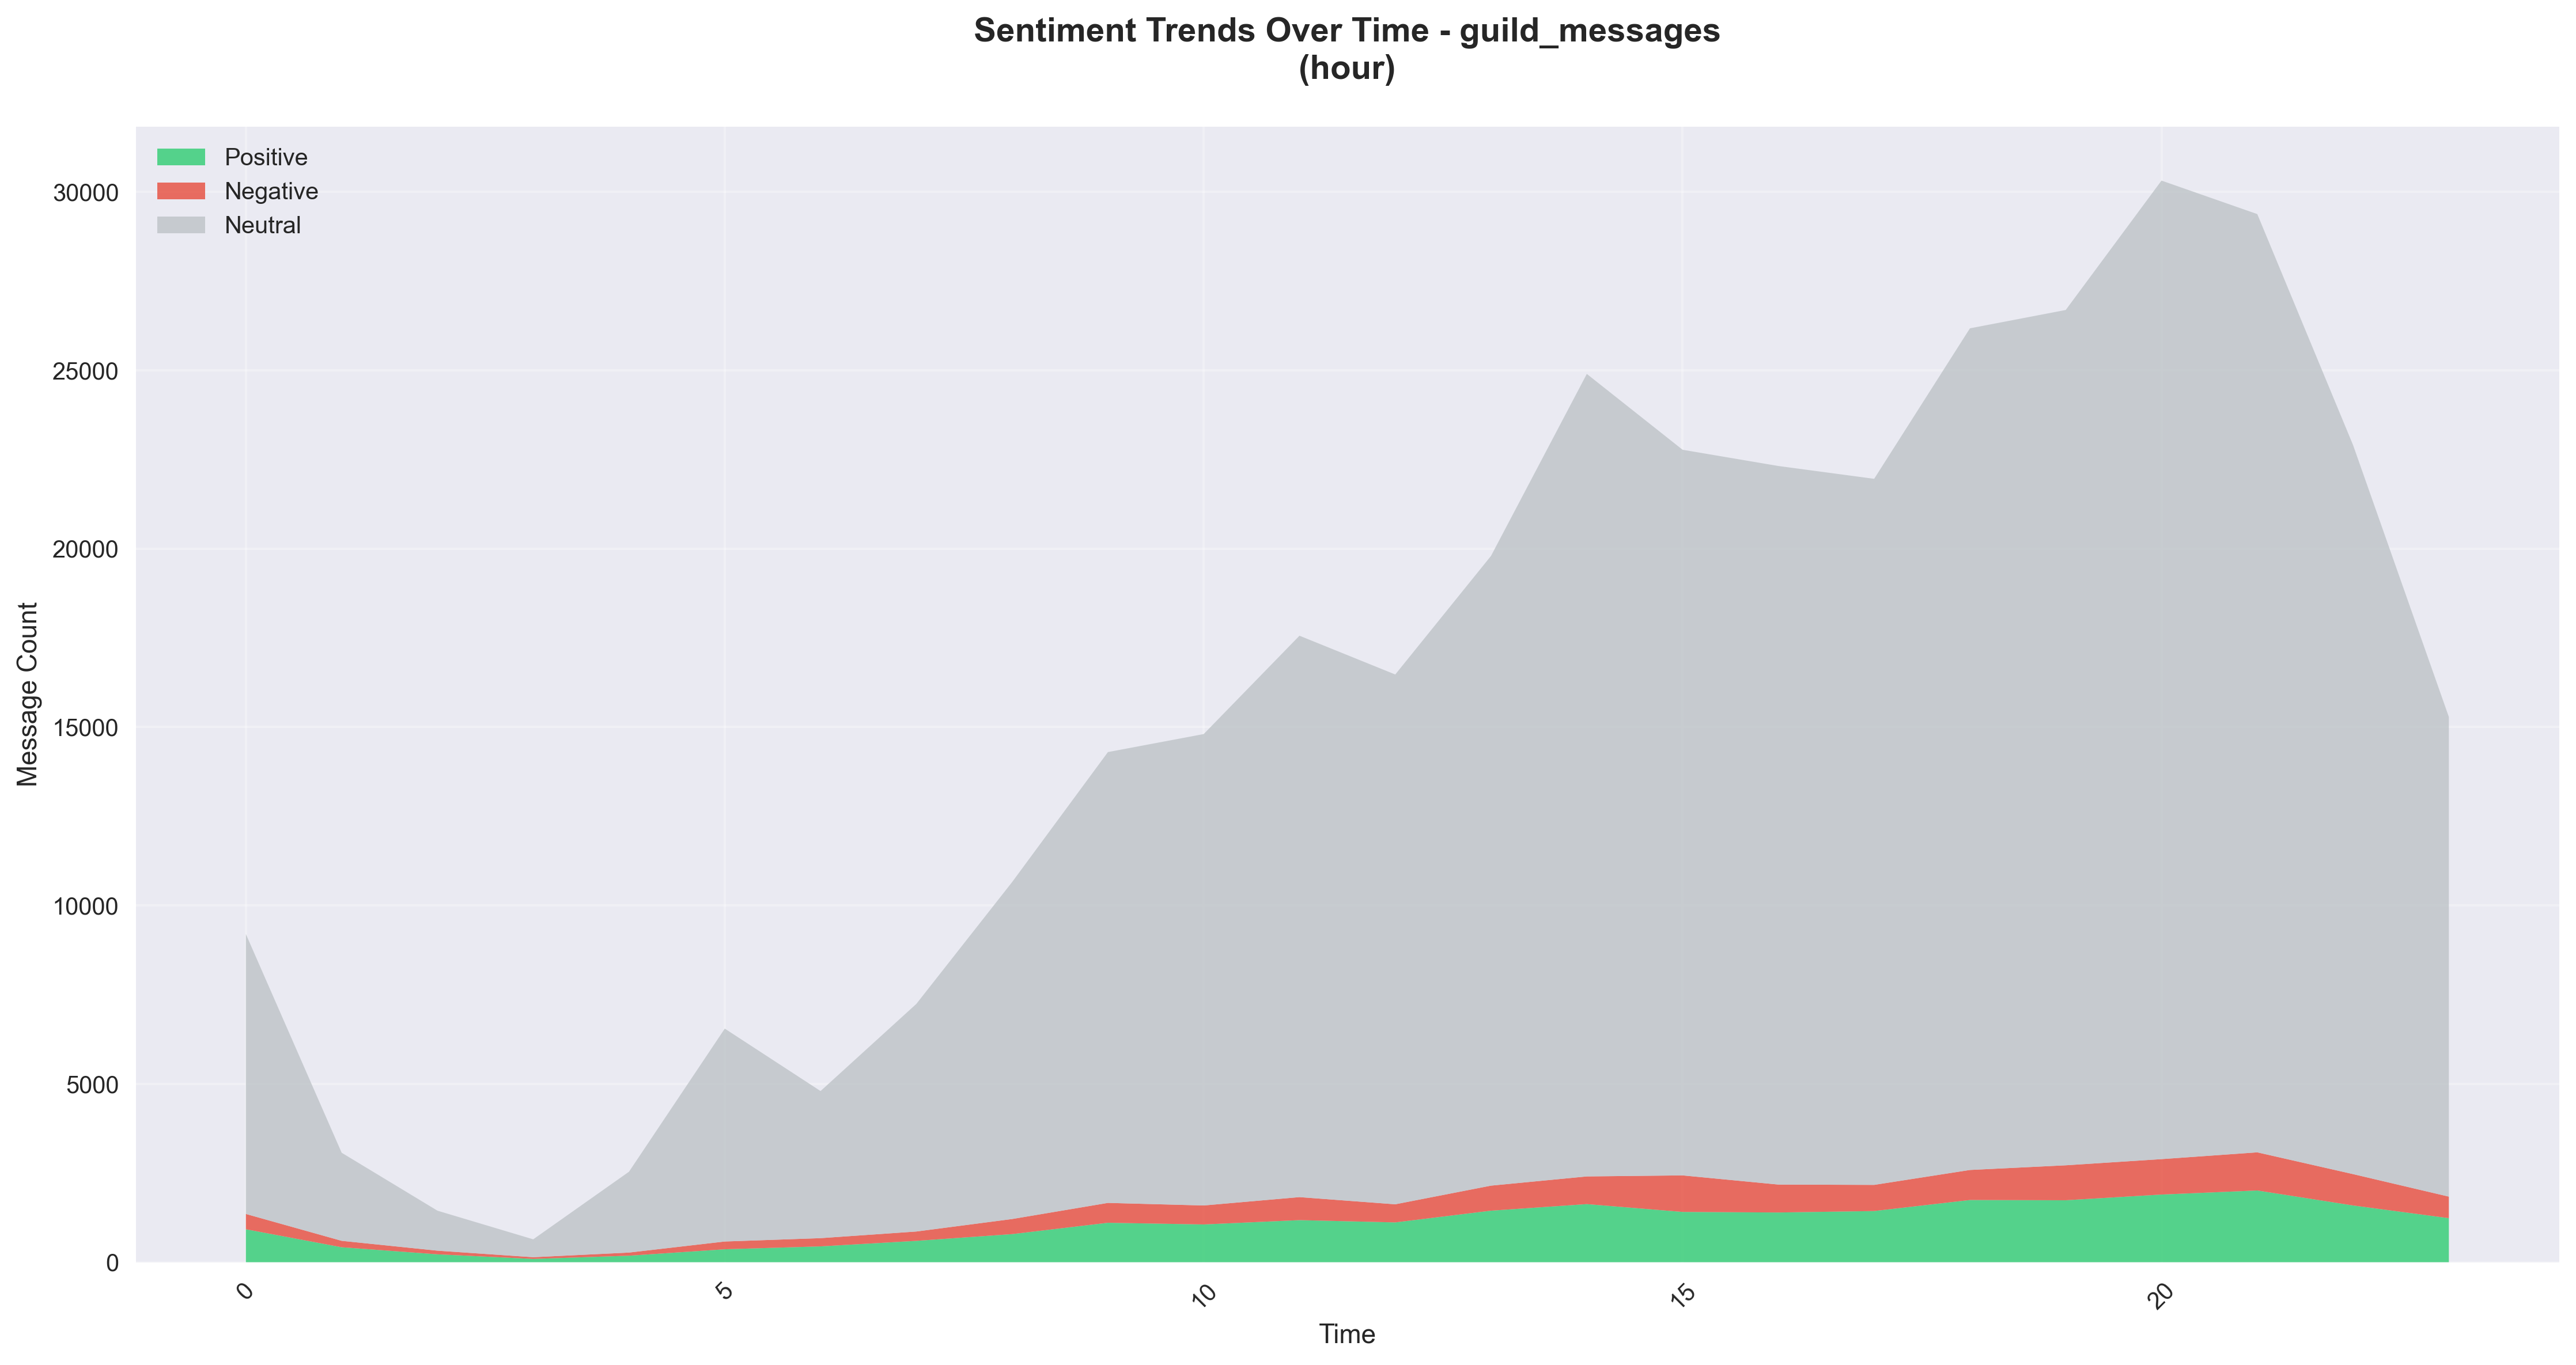 Sentiment Trends Over Time - guild_messages
(hour)
Positive
Negative
Neutral
30000
25000
20000
15000
10000
5000
0
Message Count
0
5
10
15
20
Time